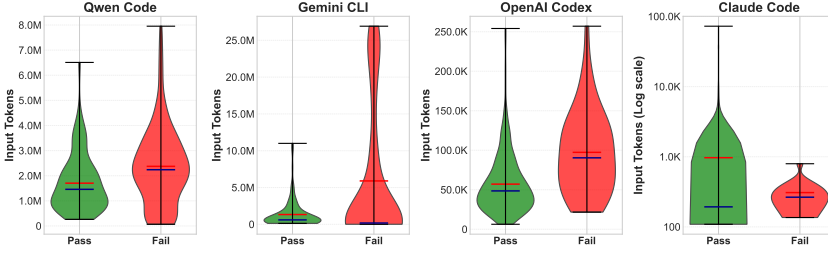 Qwen Code
Input Tokens
8.0M
7.0M
6.0M
5.0M
4.0M
3.0M
2.0M
1.0M
0
Pass
Fail
Gemini CLI
Input Tokens
25.0M
20.0M
15.0M
10.0M
5.0M
0
Pass
Fail
OpenAI Codex
Input Tokens
250.0K
200.0K
150.0K
100.0K
50.0K
0
Pass
Fail
Claude Code
Input Tokens (Log scale)
100.0K
10.0K
1.0K
100
Pass
Fail